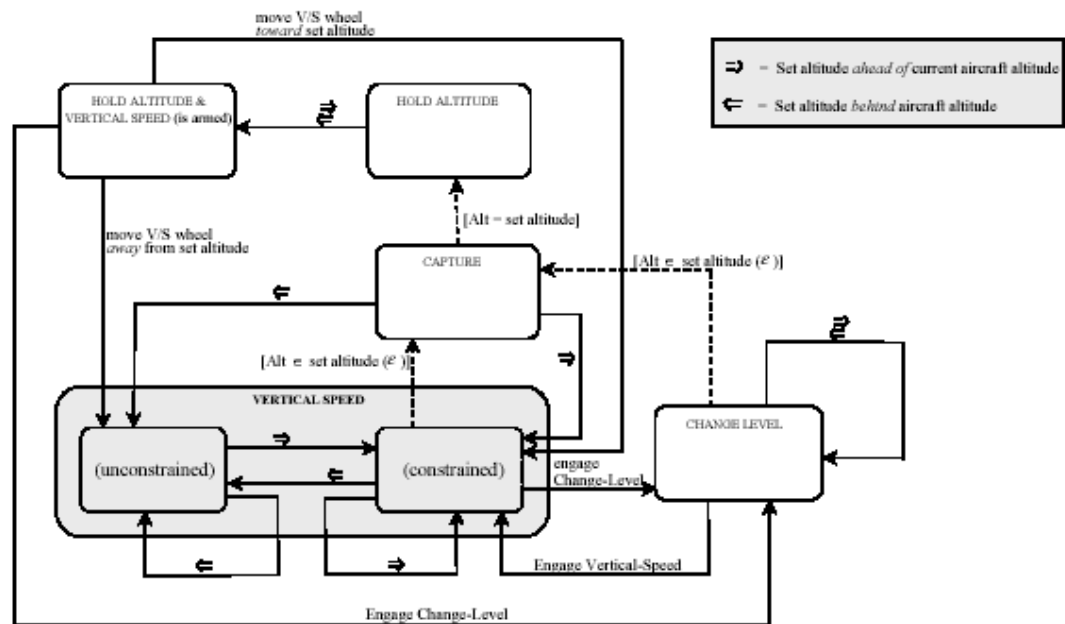 move V/S wheel
toward set altitude
⇒ = Set altitude ahead of current aircraft altitude
⇐ = Set altitude behind aircraft altitude
HOLD ALTITUDE &
VERTICAL SPEED (is armed)
HOLD ALTITUDE
[Alt = set altitude]
move V/S wheel
away from set altitude
CAPTURE
[Alt ∈ set altitude (ε)]
[Alt ∈ set altitude (ε)]
VERTICAL SPEED
CHANGE LEVEL
(unconstrained)
(constrained)
engage
Change-Level
Engage Vertical-Speed
Engage Change-Level